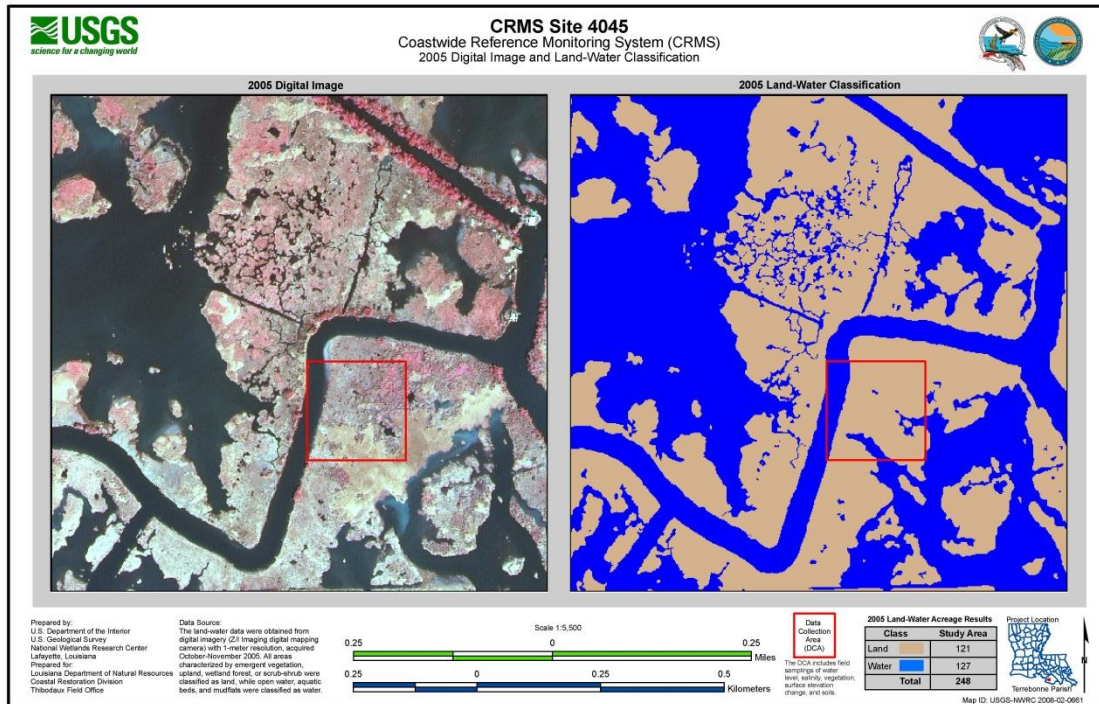 USGS
science for a changing world
CRMS Site 4045
Coastwide Reference Monitoring System (CRMS)
2005 Digital Image and Land-Water Classification
2005 Digital Image
2005 Land-Water Classification
Prepared by:
U.S. Department of the Interior
U.S. Geological Survey
National Wetlands Research Center
Lafayette, Louisiana
Prepared for:
Louisiana Department of Natural Resources
Coastal Restoration Division
Thibodaux Field Office
Data Source:
The land-water data were obtained from
digital imagery (Z/I Imaging digital mapping
camera) with 1-meter resolution, acquired
October-November 2005. All areas
characterized by emergent vegetation,
upland, wetland forest, or scrub-shrub were
classified as land, while open water, aquatic
beds, and mudflats were classified as water.
Scale 1:5,500
0.25 0 0.25
Miles
0.25 0 0.5
Kilometers
Data
Collection
Area
(DCA)
The DCA includes field
samplings of water
level, salinity, vegetation,
surface elevation
change, and soils.
2005 Land-Water Acreage Results
Class Study Area
Land 121
Water 127
Total 248
Project Location
Terrebonne Parish
N
Map ID: USGS-NWRC 2008-02-0661